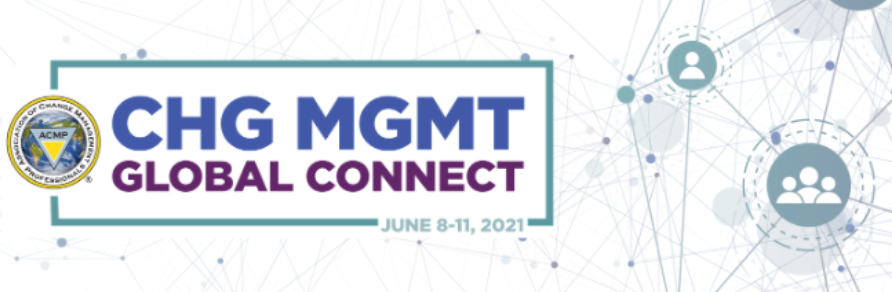 ASSOCIATION OF CHANGE MANAGEMENT PROFESSIONALS
ACMP
®
CHG MGMT
GLOBAL CONNECT
JUNE 8-11, 2021